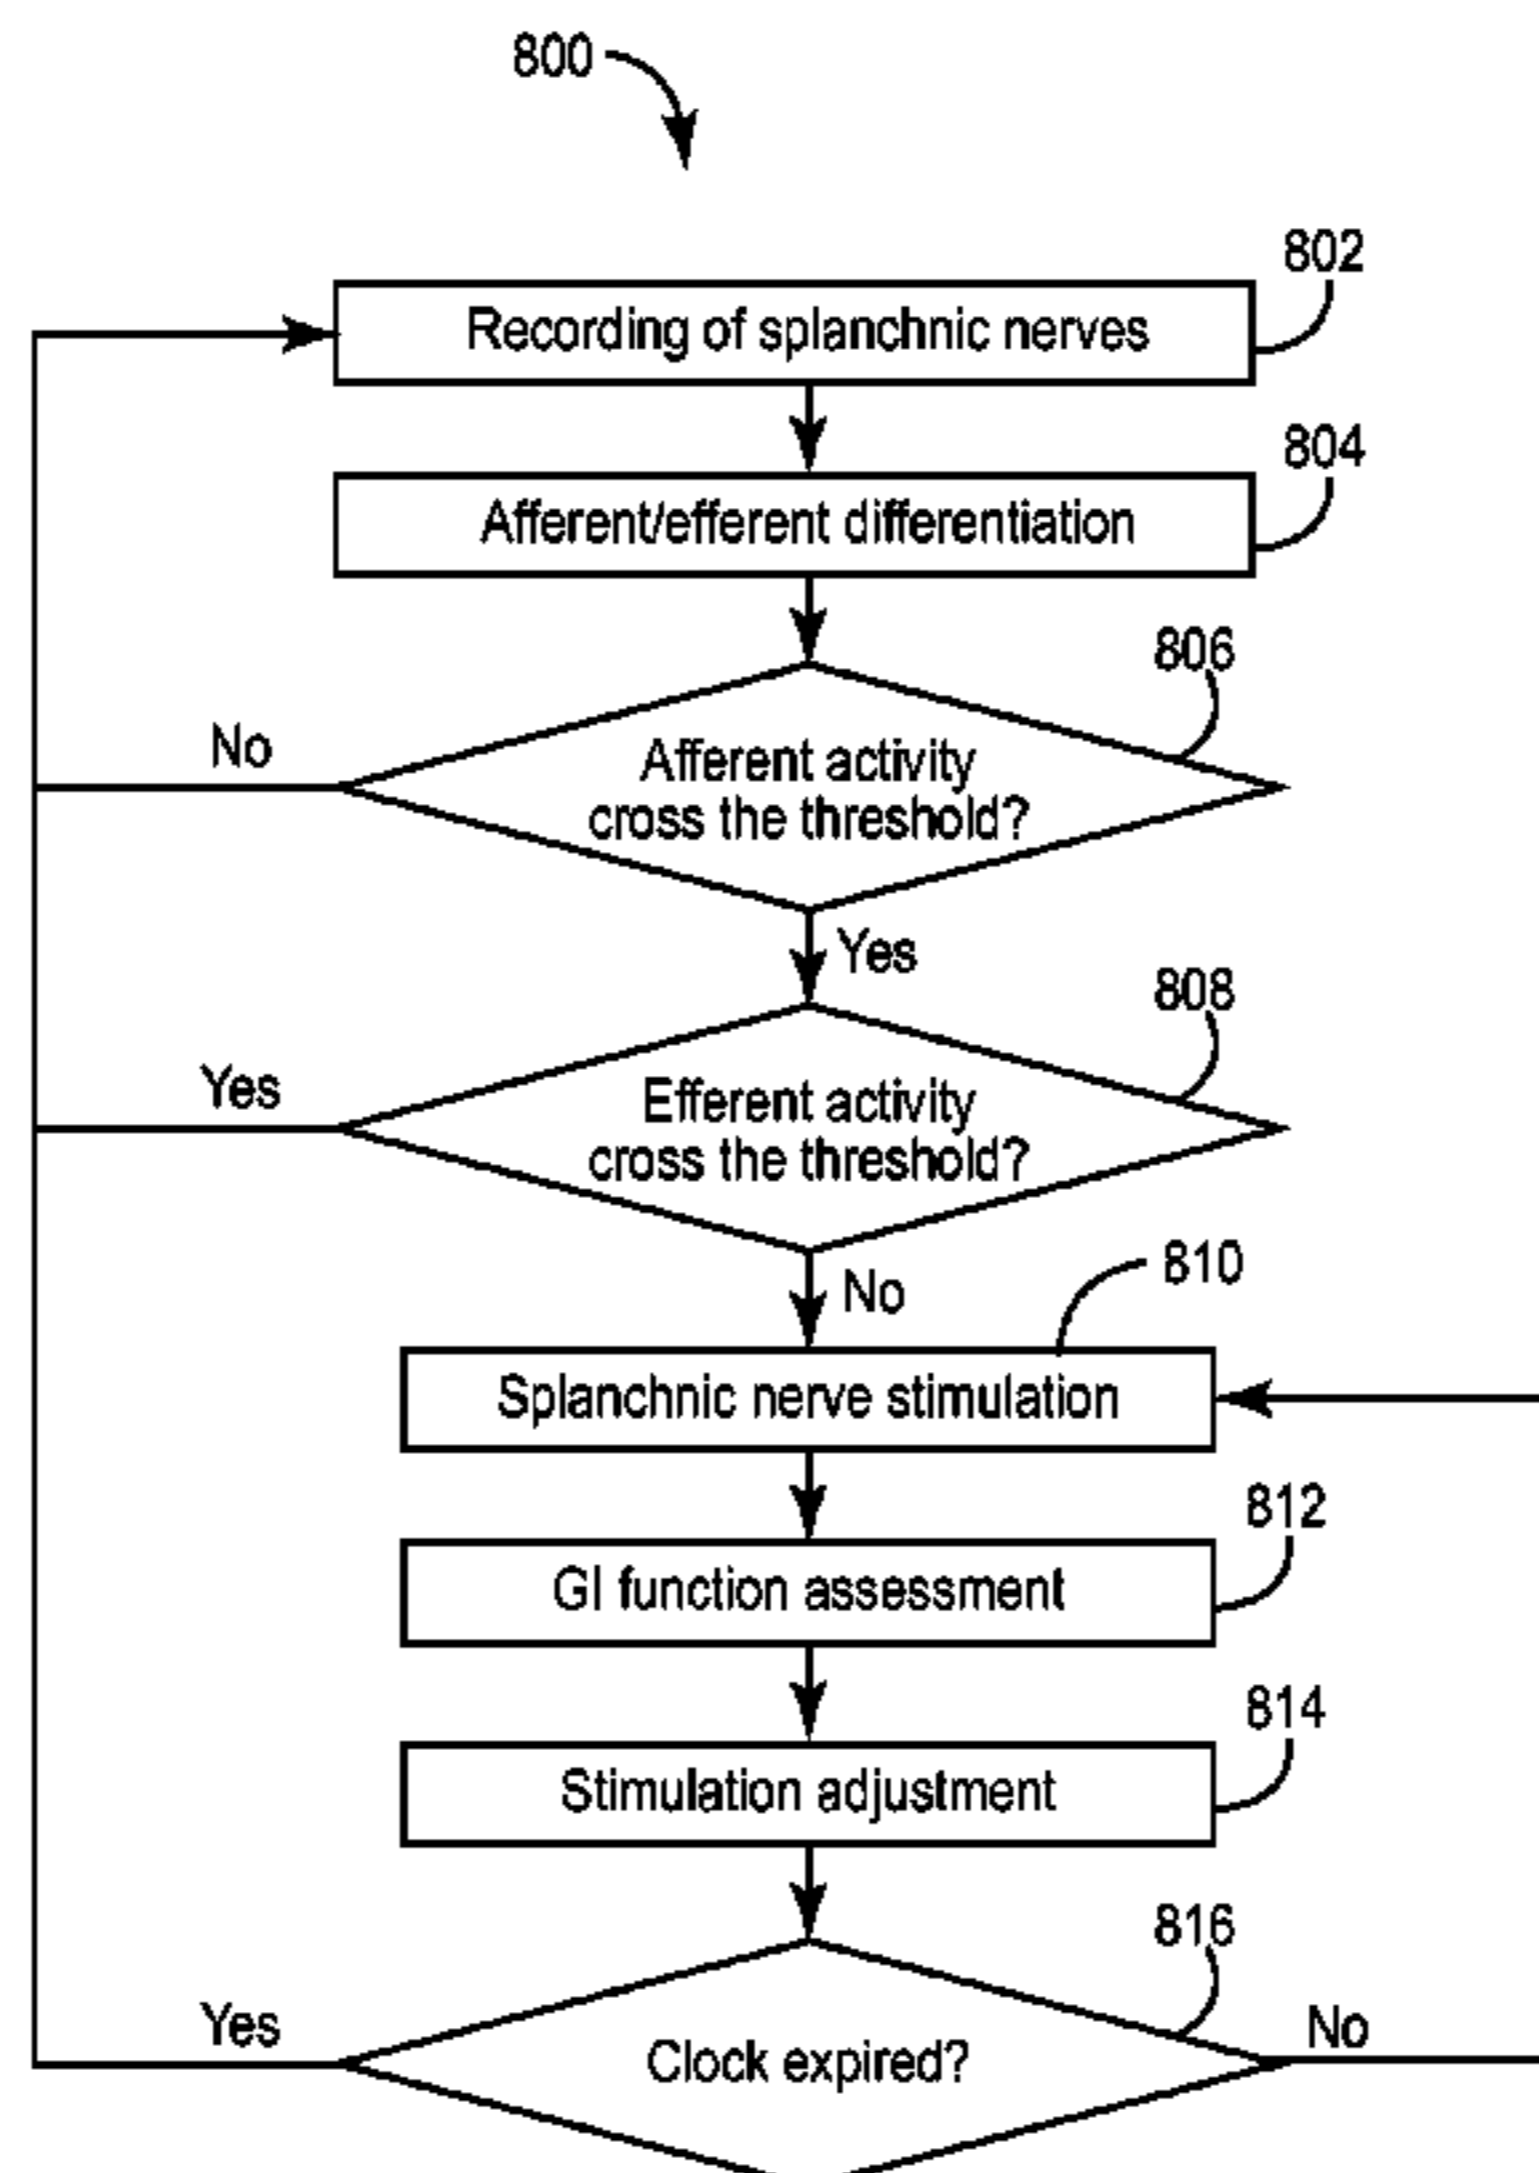 800
802
Recording of splanchnic nerves
804
Afferent/efferent differentiation
806
No
Afferent activity
cross the threshold?
Yes
808
Yes
Efferent activity
cross the threshold?
No
810
Splanchnic nerve stimulation
812
GI function assessment
814
Stimulation adjustment
816
Yes
Clock expired?
No